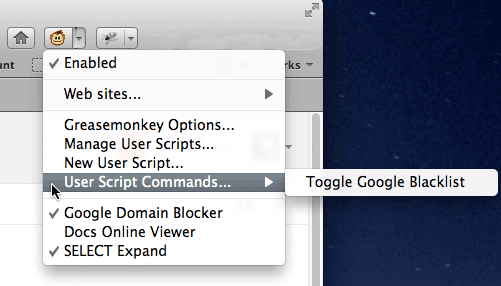 unt
rks
Enabled
Web sites...
Greasemonkey Options...
Manage User Scripts...
New User Script...
User Script Commands...
Toggle Google Blacklist
Google Domain Blocker
Docs Online Viewer
SELECT Expand